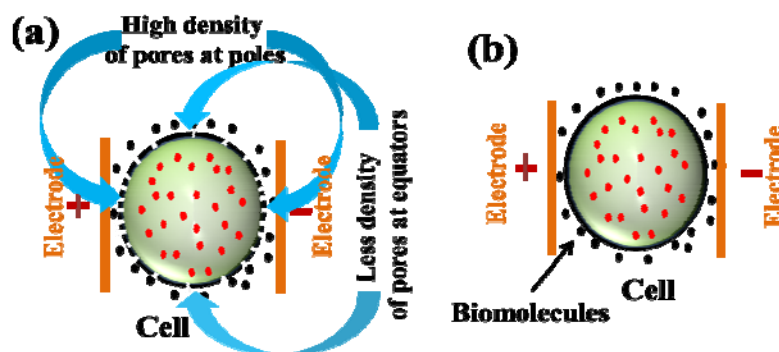 (a)
High density
of pores at poles
Electrode
+
−
Electrode
Less density
of pores at equators
Cell
(b)
Electrode
+
−
Electrode
Biomolecules
Cell